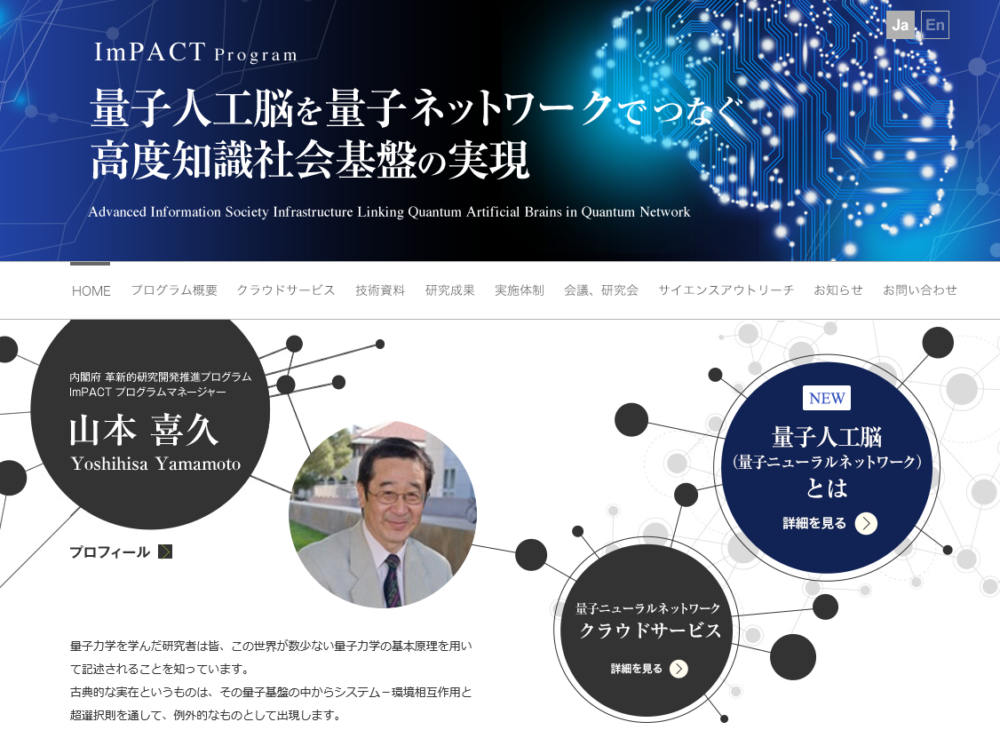 Ja
En
ImPACT Program
量子人工脳を量子ネットワークでつなぐ
高度知識社会基盤の実現
Advanced Information Society Infrastructure Linking Quantum Artificial Brains in Quantum Network
HOME
プログラム概要
クラウドサービス
技術資料
研究成果
実施体制
会議、研究会
サイエンスアウトリーチ
お知らせ
お問い合わせ
内閣府 革新的研究開発推進プログラム
ImPACT プログラムマネージャー
山本 喜久
Yoshihisa Yamamoto
プロフィール
NEW
量子人工脳
（量子ニューラルネットワーク）
とは
詳細を見る
量子ニューラルネットワーク
クラウドサービス
詳細を見る
量子力学を学んだ研究者は皆、この世界が数少ない量子力学の基本原理を用い
て記述されることを知っています。
古典的な実在というものは、その量子基盤の中からシステム－環境相互作用と
超選択則を通して、例外的なものとして出現します。